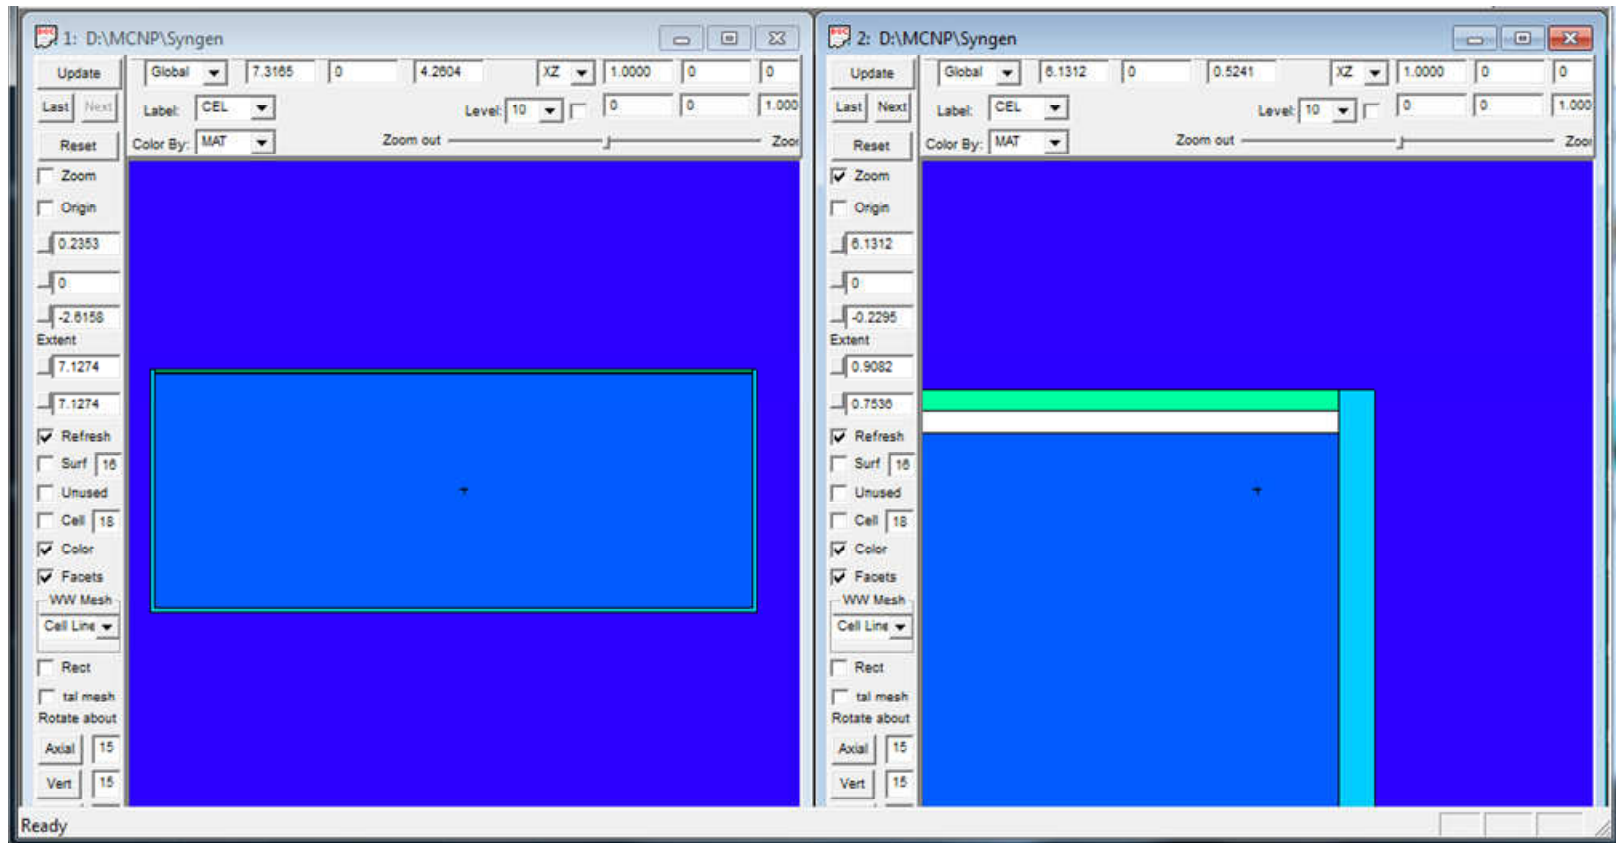 1: D:\MCNP\Syngen
Update Global 7.3165 0 4.2604 XZ 1.0000 0 0
Last Next Label: CEL Level: 10 0 0 1.000
Reset Color By: MAT Zoom out Zoo
Zoom
Origin
0.2353
0
-2.6158
Extent
7.1274
7.1274
Refresh
Surf 16
Unused
Cell 18
Color
Facets
WW Mesh
Cell Line
Rect
tal mesh
Rotate about
Axial 15
Vert 15
2: D:\MCNP\Syngen
Update Global 6.1312 0 0.5241 XZ 1.0000 0 0
Last Next Label: CEL Level: 10 0 0 1.000
Reset Color By: MAT Zoom out Zoo
Zoom
Origin
6.1312
0
-0.2295
Extent
0.9082
0.7536
Refresh
Surf 16
Unused
Cell 18
Color
Facets
WW Mesh
Cell Line
Rect
tal mesh
Rotate about
Axial 15
Vert 15
Ready